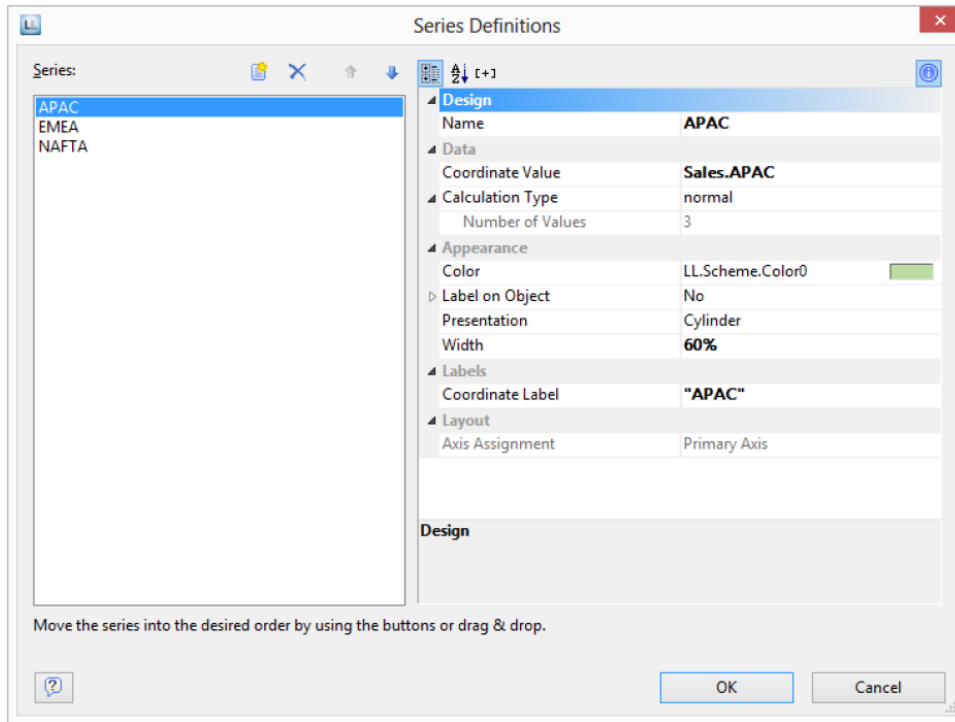 LL
Series Definitions
x
Series:
A
Z
[+]
APAC
EMEA
NAFTA
Design
Name APAC
Data
Coordinate Value Sales.APAC
Calculation Type normal
Number of Values 3
Appearance
Color LL.Scheme.Color0
Label on Object No
Presentation Cylinder
Width 60%
Labels
Coordinate Label "APAC"
Layout
Axis Assignment Primary Axis
Design
Move the series into the desired order by using the buttons or drag & drop.
?
OK
Cancel